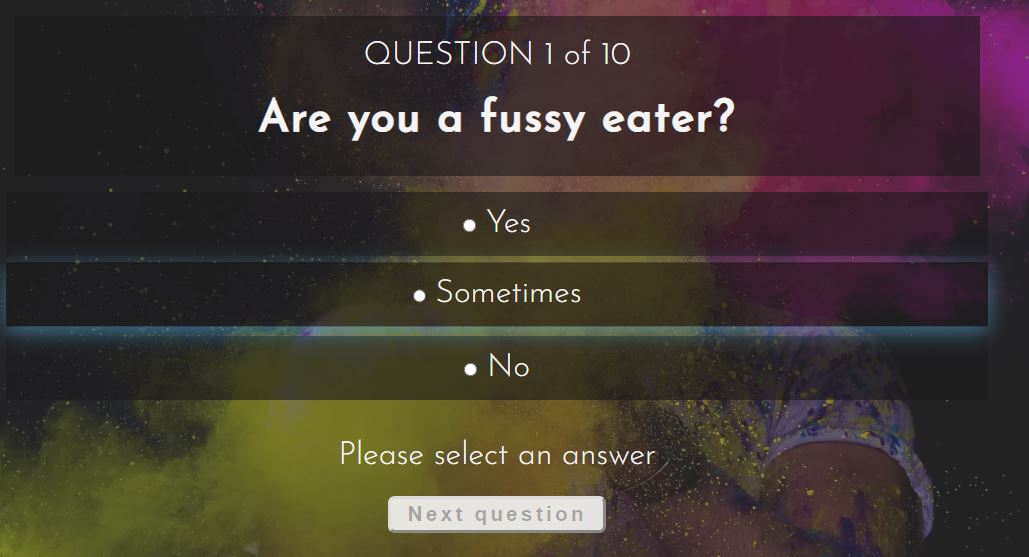 QUESTION 1 of 10
Are you a fussy eater?
Yes
Sometimes
No
Please select an answer
Next question